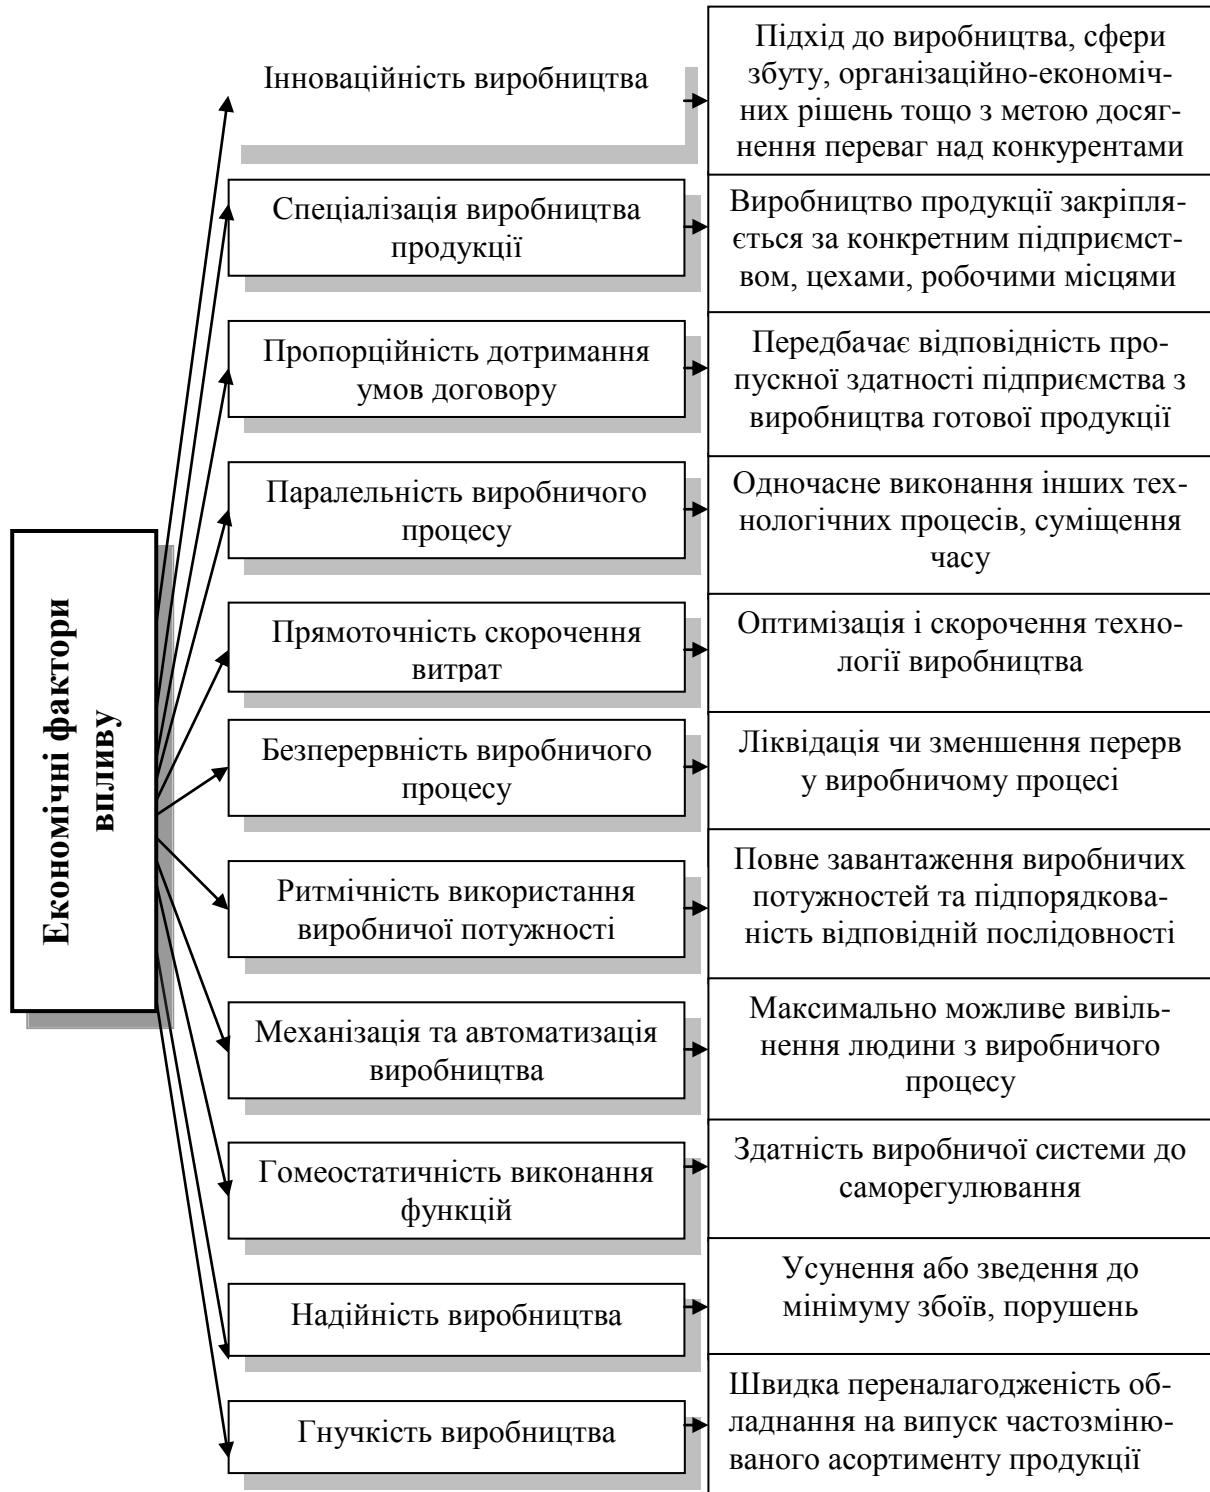 Економічні фактори
впливу
Інноваційність виробництва
Підхід до виробництва, сфери
збуту, організаційно-економіч-
них рішень тощо з метою досяг-
нення переваг над конкурентами
Спеціалізація виробництва
продукції
Виробництво продукції закріпля-
ється за конкретним підприємст-
вом, цехами, робочими місцями
Пропорційність дотримання
умов договору
Передбачає відповідність про-
пускної здатності підприємства з
виробництва готової продукції
Паралельність виробничого
процесу
Одночасне виконання інших тех-
нологічних процесів, суміщення
часу
Прямоточність скорочення
витрат
Оптимізація і скорочення техно-
логії виробництва
Безперервність виробничого
процесу
Ліквідація чи зменшення перерв
у виробничому процесі
Ритмічність використання
виробничої потужності
Повне завантаження виробничих
потужностей та підпорядкова-
ність відповідній послідовності
Механізація та автоматизація
виробництва
Максимально можливе вивіль-
нення людини з виробничого
процесу
Гомеостатичність виконання
функцій
Здатність виробничої системи до
саморегулювання
Надійність виробництва
Усунення або зведення до
мінімуму збоїв, порушень
Гнучкість виробництва
Швидка переналагодженість об-
ладнання на випуск частозміню-
ваного асортименту продукції